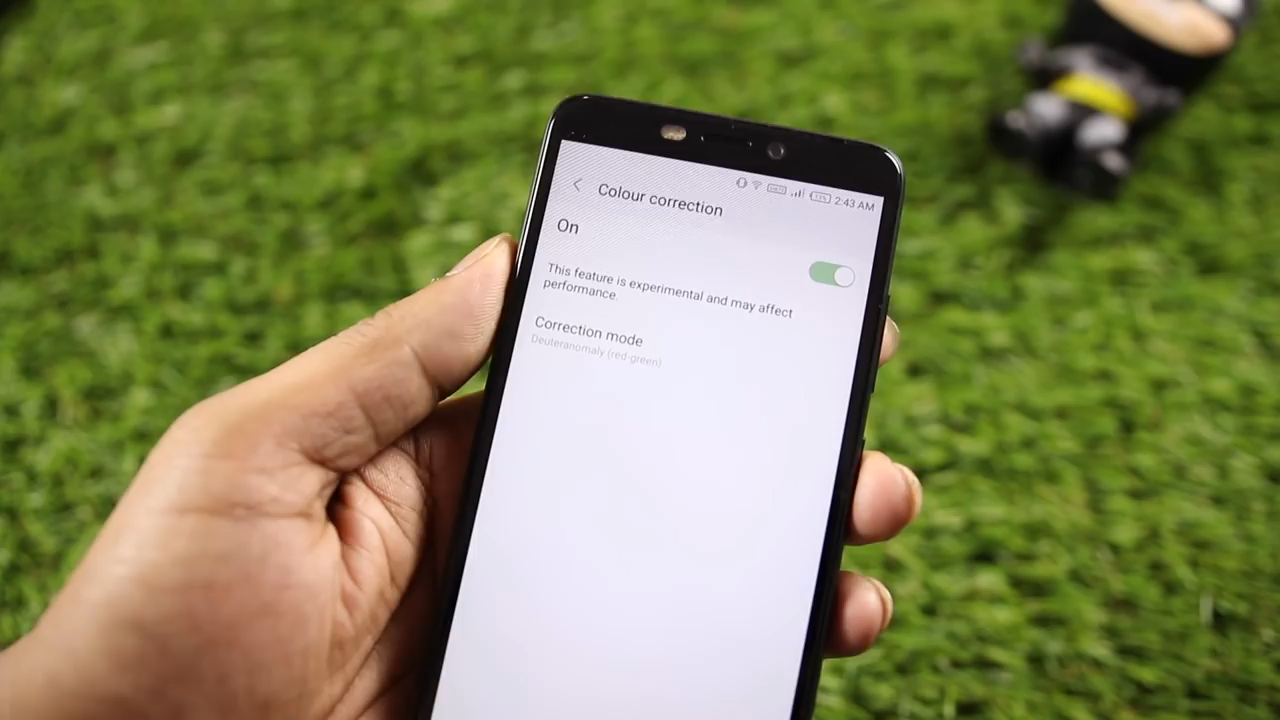 2:43 AM
Colour correction
On
This feature is experimental and may affect
performance.
Correction mode
Deuteranomaly (red-green)